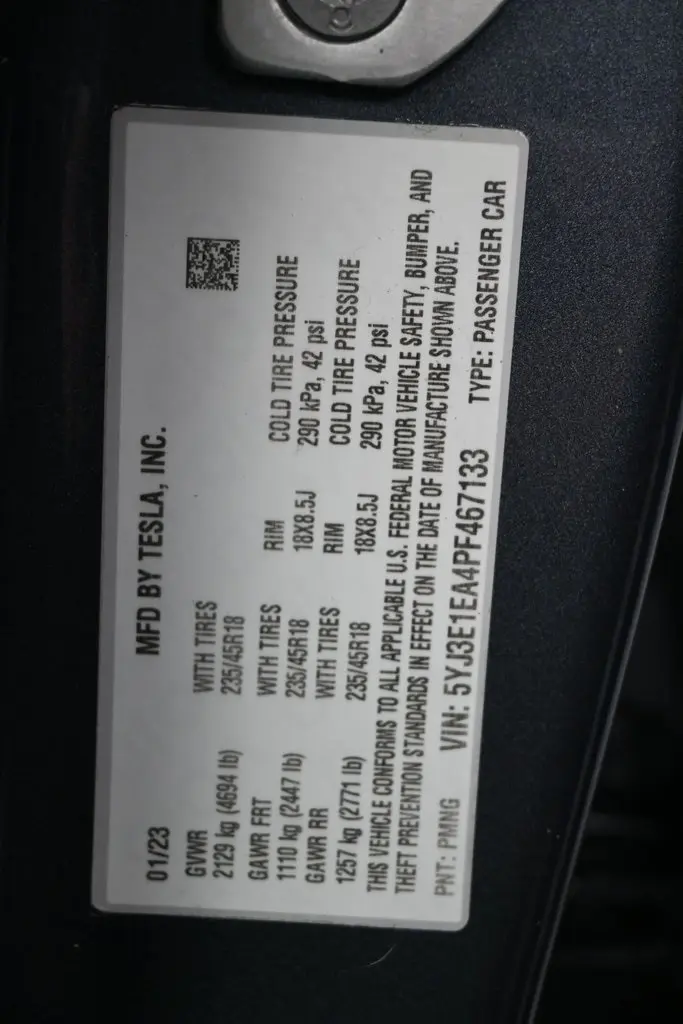 01/23 MFD BY TESLA, INC.
GVWR WITH TIRES
2129 kg (4694 lb) 235/45R18
GAWR FRT WITH TIRES RIM COLD TIRE PRESSURE
1110 kg (2447 lb) 235/45R18 18X8.5J 290 kPa, 42 psi
GAWR RR WITH TIRES RIM COLD TIRE PRESSURE
1257 kg (2771 lb) 235/45R18 18X8.5J 290 kPa, 42 psi
THIS VEHICLE CONFORMS TO ALL APPLICABLE U.S. FEDERAL MOTOR VEHICLE SAFETY, BUMPER, AND
THEFT PREVENTION STANDARDS IN EFFECT ON THE DATE OF MANUFACTURE SHOWN ABOVE.
PNT: PMNG VIN: 5YJ3E1EA4PF467133 TYPE: PASSENGER CAR